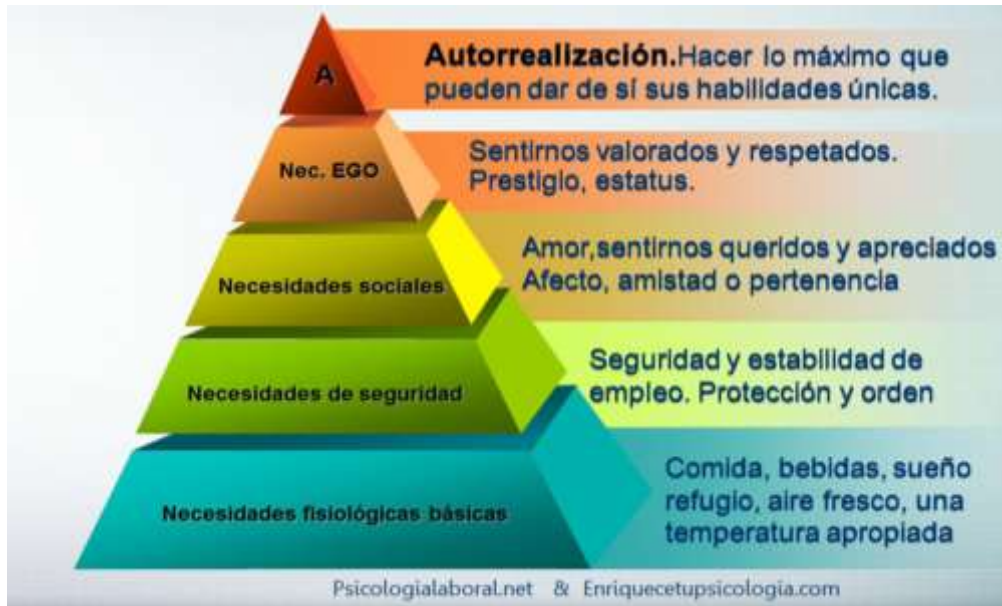 A
Autorrealización.Hacer lo máximo que
pueden dar de sí sus habilidades únicas.
Nec. EGO
Sentirnos valorados y respetados.
Prestigio, estatus.
Necesidades sociales
Amor,sentirnos queridos y apreciados
Afecto, amistad o pertenencia
Necesidades de seguridad
Seguridad y estabilidad de
empleo. Protección y orden
Necesidades fisiológicas básicas
Comida, bebidas, sueño
refugio, aire fresco, una
temperatura apropiada
Psicologialaboral.net & Enriquecetupsicologia.com